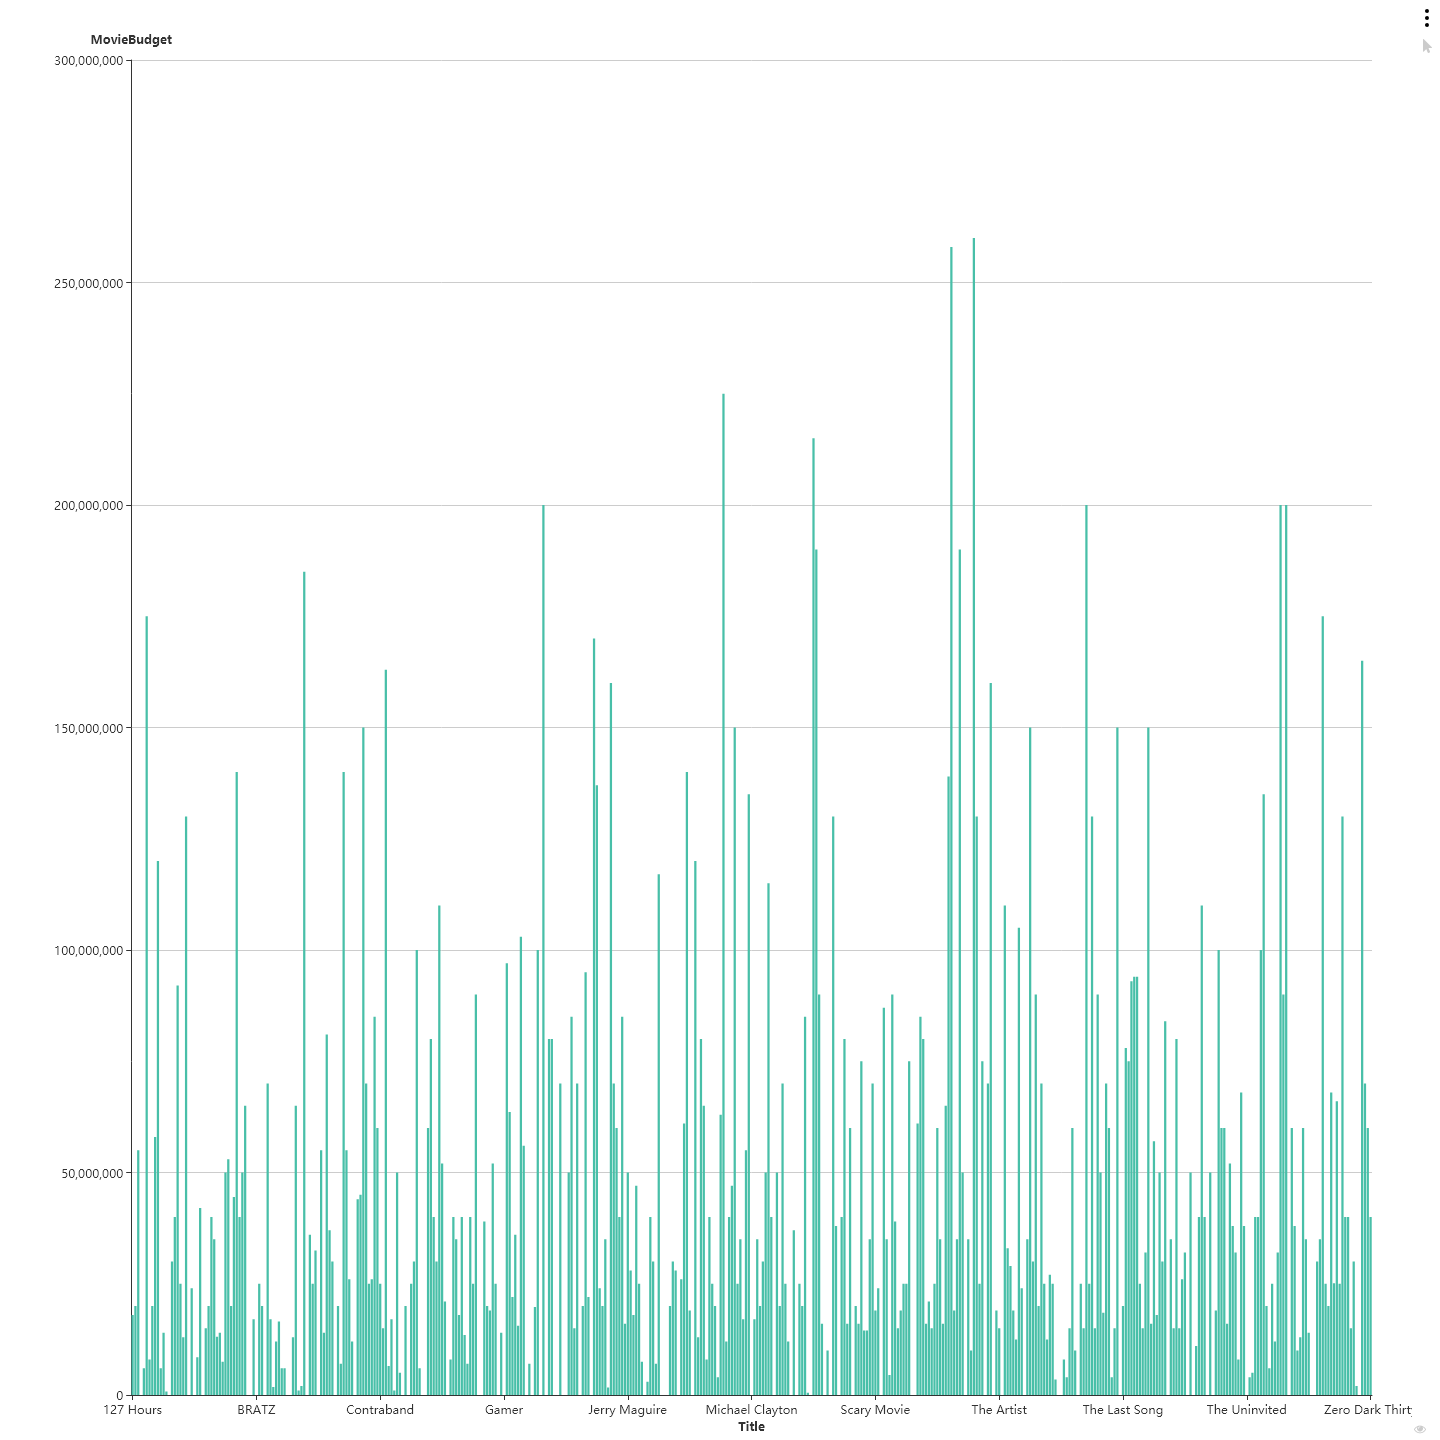 MovieBudget
300,000,000
250,000,000
200,000,000
150,000,000
100,000,000
50,000,000
0
127 Hours BRATZ Contraband Gamer Jerry Maguire Michael Clayton Scary Movie The Artist The Last Song The Uninvited Zero Dark Thirt
Title